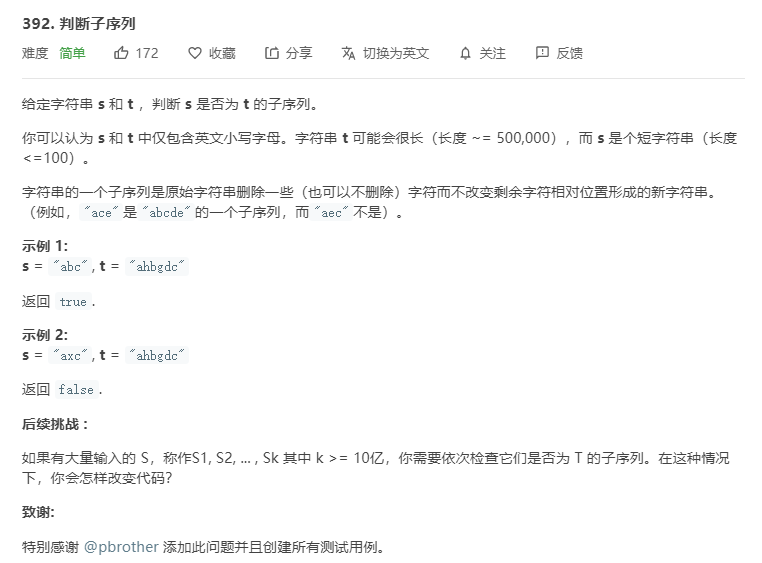 392. 判断子序列
难度 简单 172 收藏 分享 切换为英文 关注 反馈
给定字符串 s 和 t ，判断 s 是否为 t 的子序列。
你可以认为 s 和 t 中仅包含英文小写字母。字符串 t 可能会很长（长度 ~= 500,000），而 s 是个短字符串（长度
<=100）。
字符串的一个子序列是原始字符串删除一些（也可以不删除）字符而不改变剩余字符相对位置形成的新字符串。
（例如，"ace"是"abcde"的一个子序列，而"aec"不是）。
示例 1:
s = "abc", t = "ahbgdc"
返回 true.
示例 2:
s = "axc", t = "ahbgdc"
返回 false.
后续挑战 :
如果有大量输入的 S，称作S1, S2, ... , Sk 其中 k >= 10亿，你需要依次检查它们是否为 T 的子序列。在这种情况
下，你会怎样改变代码？
致谢:
特别感谢 @pbrother 添加此问题并且创建所有测试用例。